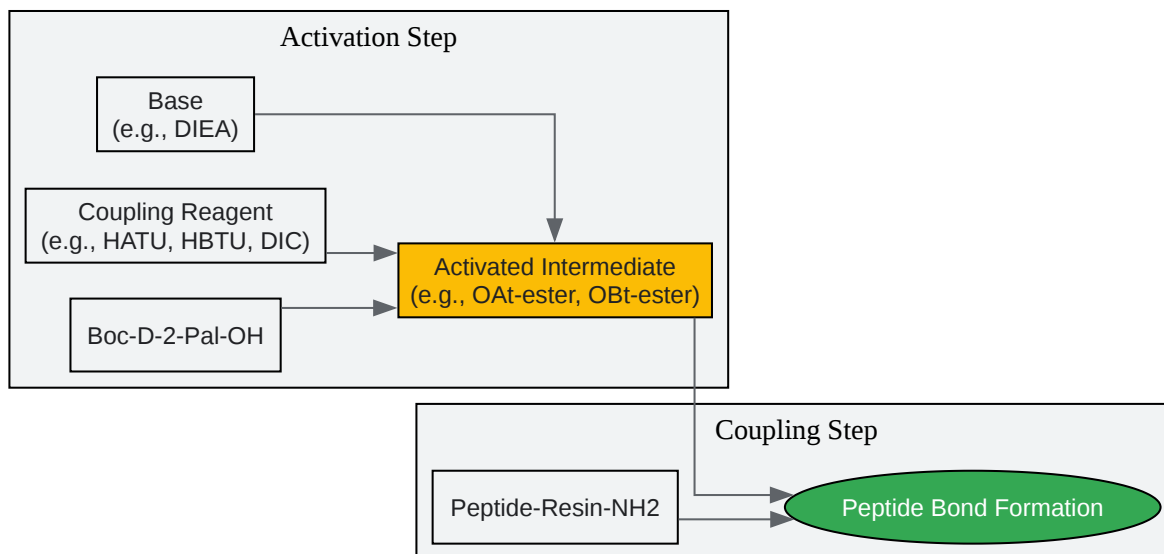 Activation Step
Base
(e.g., DIEA)
Coupling Reagent
(e.g., HATU, HBTU, DIC)
Activated Intermediate
(e.g., OAt-ester, OBt-ester)
Boc-D-2-Pal-OH
Coupling Step
Peptide-Resin-NH2
Peptide Bond Formation